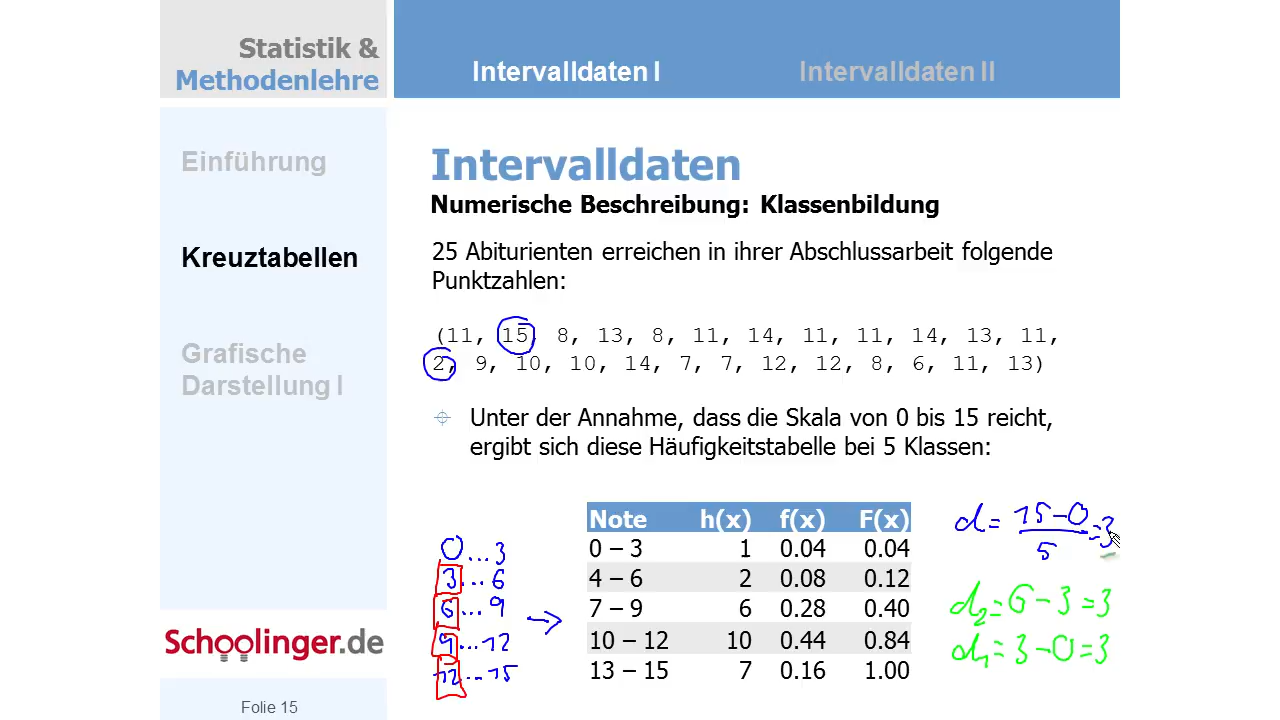 Statistik &
Methodenlehre
Intervalldaten I
Intervalldaten II
Einführung
Kreuztabellen
Grafische
Darstellung I
Intervalldaten
Numerische Beschreibung: Klassenbildung
25 Abiturienten erreichen in ihrer Abschlussarbeit folgende
Punktzahlen:
(11, 15, 8, 13, 8, 11, 14, 11, 11, 14, 13, 11,
2, 9, 10, 10, 14, 7, 7, 12, 12, 8, 6, 11, 13)
Unter der Annahme, dass die Skala von 0 bis 15 reicht,
ergibt sich diese Häufigkeitstabelle bei 5 Klassen:
0...3
3...6
6...9
9...12
12...15
→
Note h(x) f(x) F(x)
0 – 3 1 0.04 0.04
4 – 6 2 0.08 0.12
7 – 9 6 0.28 0.40
10 – 12 10 0.44 0.84
13 – 15 7 0.16 1.00
d = 15 - 0 = 3
5
d2 = 6 - 3 = 3
d1 = 3 - 0 = 3
Schoolinger.de
Folie 15